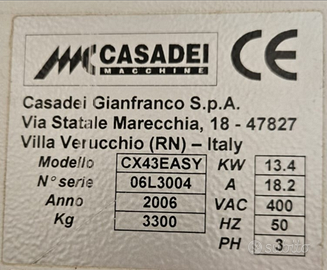 CASADEI
MACCHINE
CE
Casadei Gianfranco S.p.A.
Via Statale Marecchia, 18 - 47827
Villa Verucchio (RN) – Italy
Modello CX43EASY KW 13.4
N° serie 06L3004 A 18.2
Anno 2006 VAC 400
Kg 3300 HZ 50
PH 3